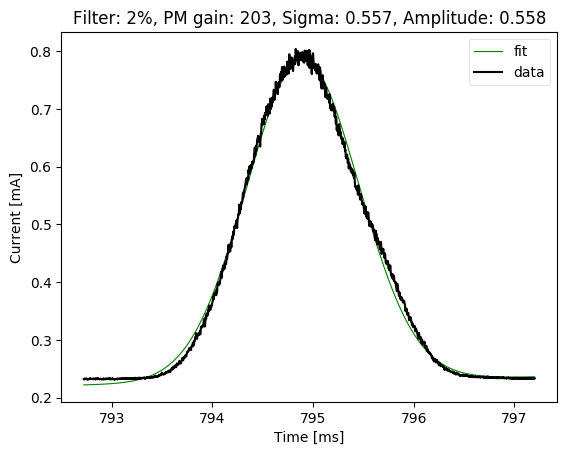 Filter: 2%, PM gain: 203, Sigma: 0.557, Amplitude: 0.558
fit
data
0.8
0.7
0.6
0.5
0.4
0.3
0.2
Current [mA]
793 794 795 796 797
Time [ms]